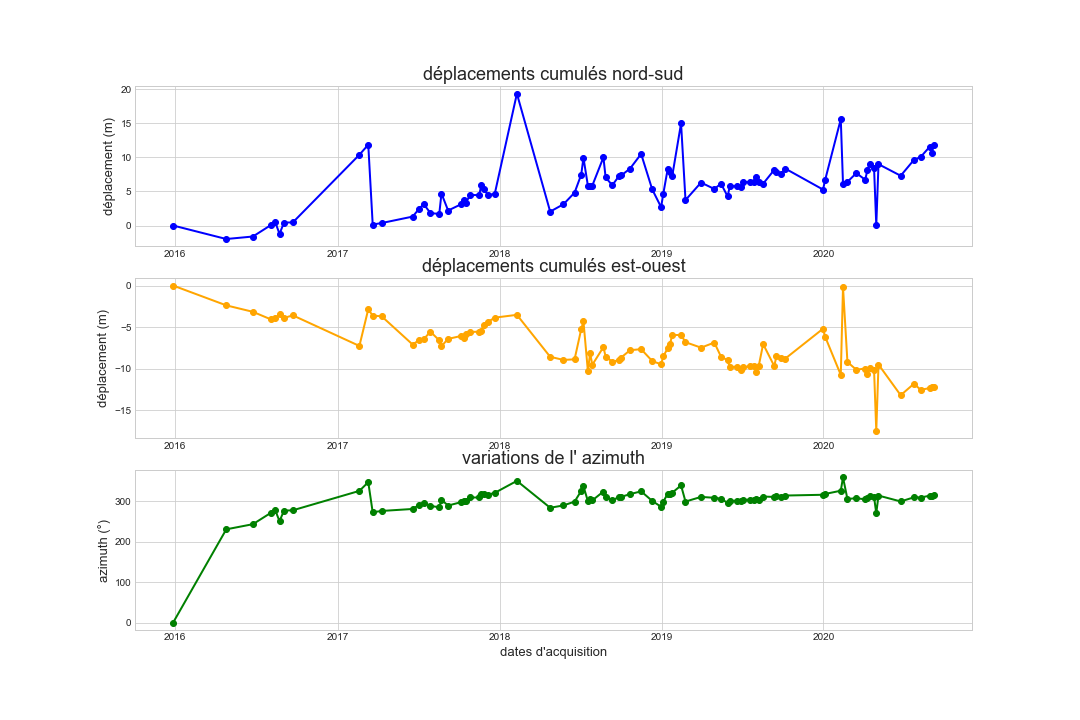 déplacements cumulés nord-sud
20
15
10
5
0
déplacement (m)
2016 2017 2018 2019 2020
déplacements cumulés est-ouest
0
−5
−10
−15
déplacement (m)
2016 2017 2018 2019 2020
variations de l' azimuth
300
200
100
0
azimuth (°)
2016 2017 2018 2019 2020
dates d'acquisition